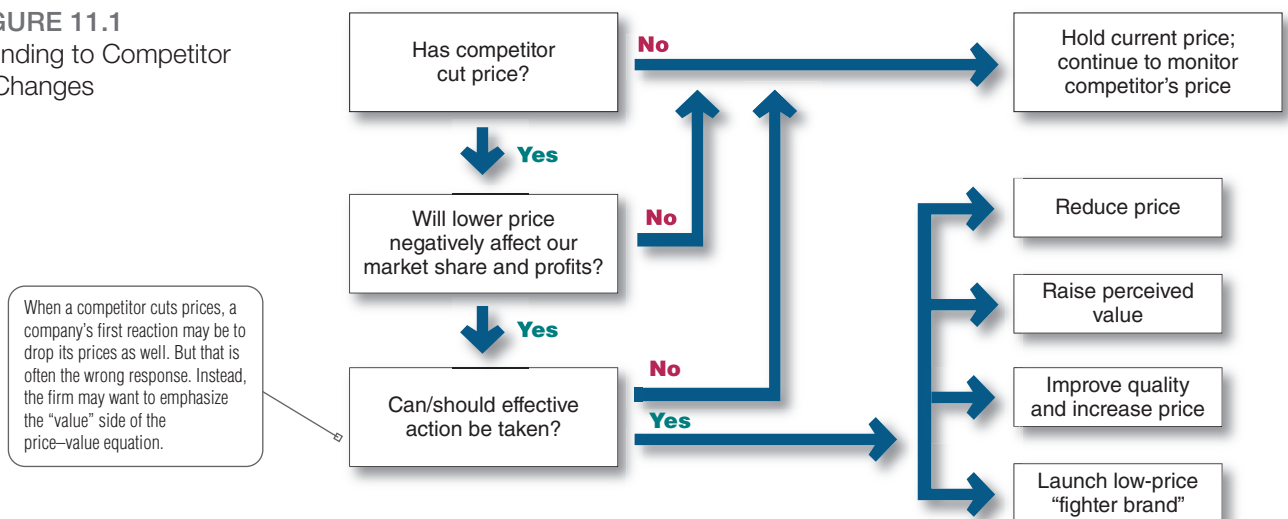 GURE 11.1
nding to Competitor
Changes
Has competitor
cut price?
No
Hold current price;
continue to monitor
competitor's price
Yes
Will lower price
negatively affect our
market share and profits?
No
Reduce price
When a competitor cuts prices, a
company's first reaction may be to
drop its prices as well. But that is
often the wrong response. Instead,
the firm may want to emphasize
the “value” side of the
price–value equation.
Yes
Raise perceived
value
Can/should effective
action be taken?
No
Yes
Improve quality
and increase price
Launch low-price
“fighter brand”